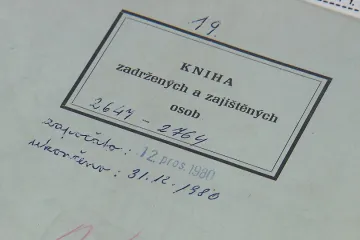 19.
KNIHA
zadržených a zajištěných
osob
2647 - 2764
započato: 12. pros. 1980
ukončeno: 31.12.1980